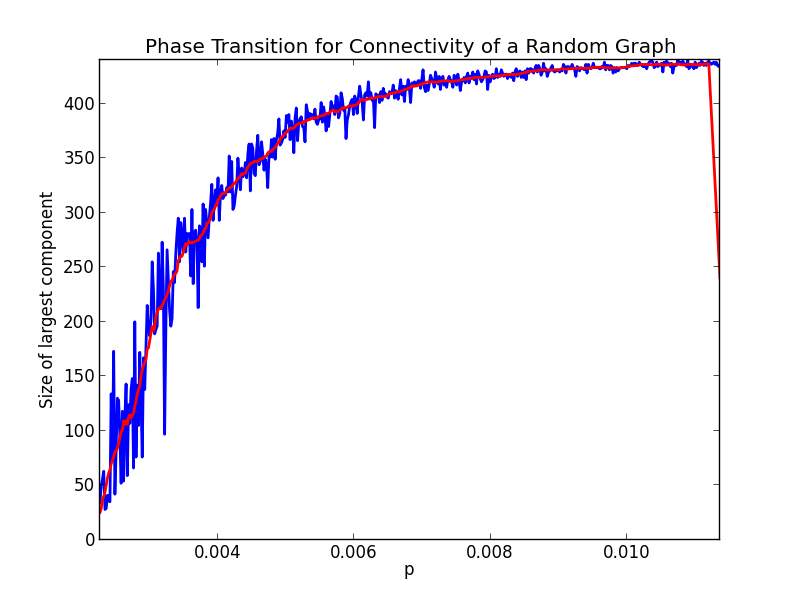 Phase Transition for Connectivity of a Random Graph
Size of largest component
400
350
300
250
200
150
100
50
0
0.004 0.006 0.008 0.010
p